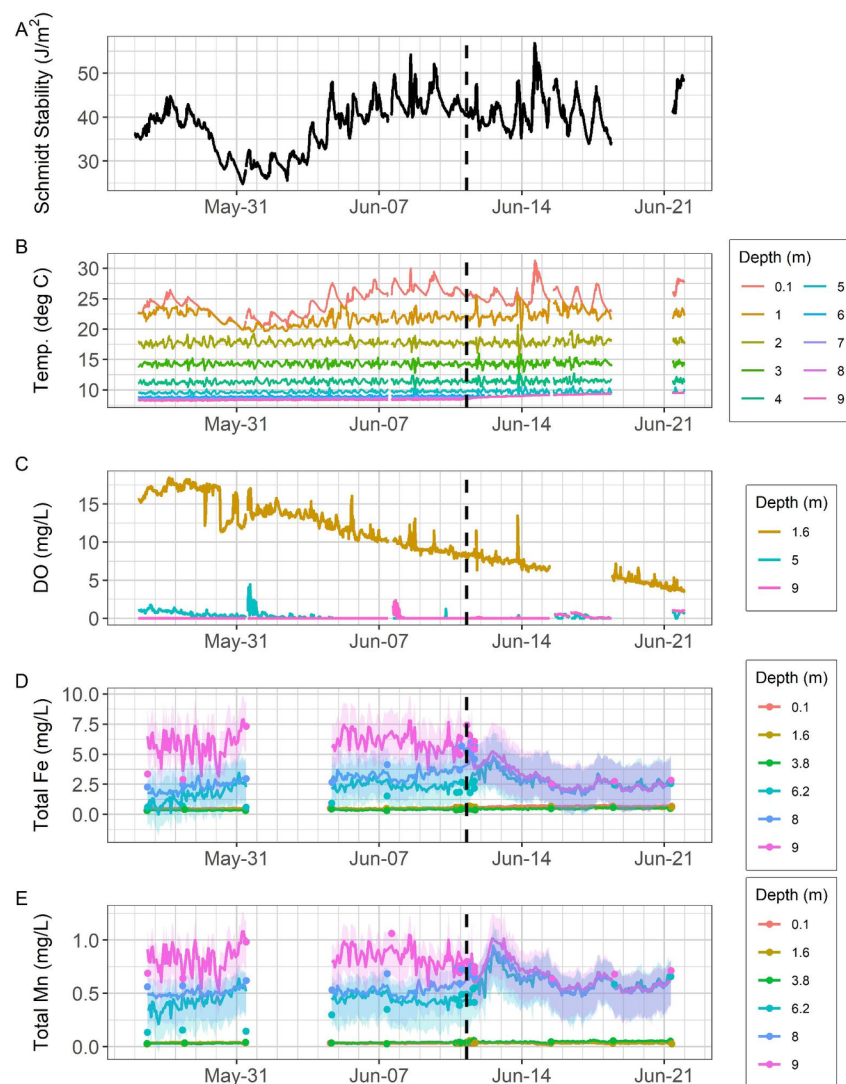 A
Schmidt Stability (J/m²)
50
40
30
May-31 Jun-07 Jun-14 Jun-21
B
Temp. (deg C)
30
25
20
15
10
May-31 Jun-07 Jun-14 Jun-21
Depth (m)
0.1 5
1 6
2 7
3 8
4 9
C
DO (mg/L)
15
10
5
0
May-31 Jun-07 Jun-14 Jun-21
Depth (m)
1.6
5
9
D
Total Fe (mg/L)
10.0
7.5
5.0
2.5
0.0
May-31 Jun-07 Jun-14 Jun-21
Depth (m)
0.1
1.6
3.8
6.2
8
9
E
Total Mn (mg/L)
1.0
0.5
0.0
May-31 Jun-07 Jun-14 Jun-21
Depth (m)
0.1
1.6
3.8
6.2
8
9